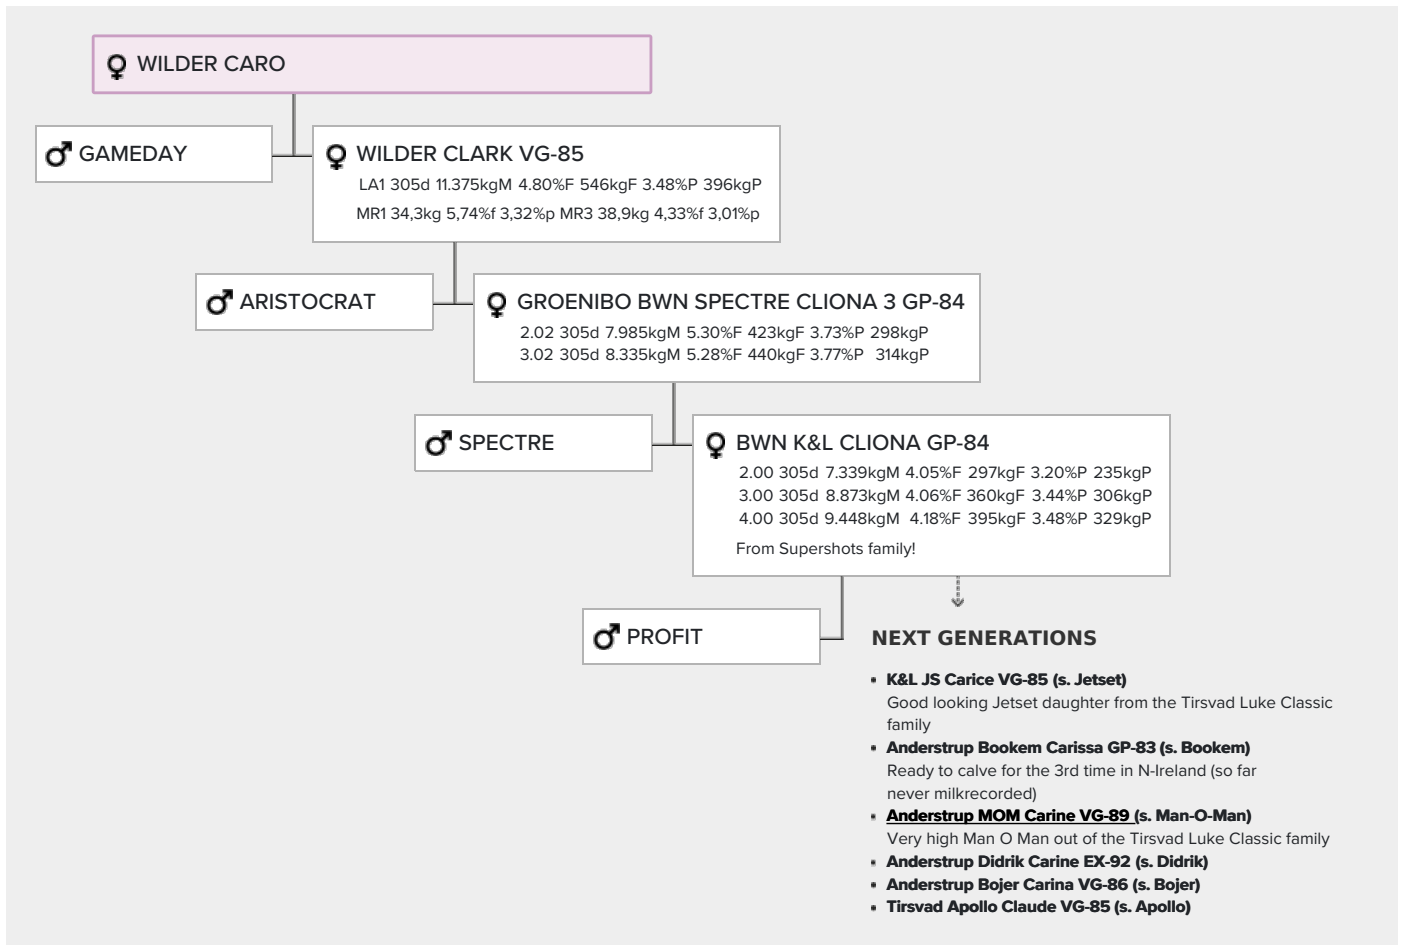 WILDER CARO
GAMEDAY
WILDER CLARK VG-85
LA1 305d 11.375kgM 4.80%F 546kgF 3.48%P 396kgP
MR1 34,3kg 5,74%f 3,32%p MR3 38,9kg 4,33%f 3,01%p
ARISTOCRAT
GROENIBO BWN SPECTRE CLIONA 3 GP-84
2.02 305d 7.985kgM 5.30%F 423kgF 3.73%P 298kgP
3.02 305d 8.335kgM 5.28%F 440kgF 3.77%P 314kgP
SPECTRE
BWN K&L CLIONA GP-84
2.00 305d 7.339kgM 4.05%F 297kgF 3.20%P 235kgP
3.00 305d 8.873kgM 4.06%F 360kgF 3.44%P 306kgP
4.00 305d 9.448kgM 4.18%F 395kgF 3.48%P 329kgP
From Supershots family!
PROFIT
NEXT GENERATIONS
K&L JS Carice VG-85 (s. Jetset)
Good looking Jetset daughter from the Tirsvad Luke Classic
family
Anderstrup Bookem Carissa GP-83 (s. Bookem)
Ready to calve for the 3rd time in N-Ireland (so far
never milkrecorded)
Anderstrup MOM Carine VG-89 (s. Man-O-Man)
Very high Man O Man out of the Tirsvad Luke Classic family
Anderstrup Didrik Carine EX-92 (s. Didrik)
Anderstrup Bojer Carina VG-86 (s. Bojer)
Tirsvad Apollo Claude VG-85 (s. Apollo)